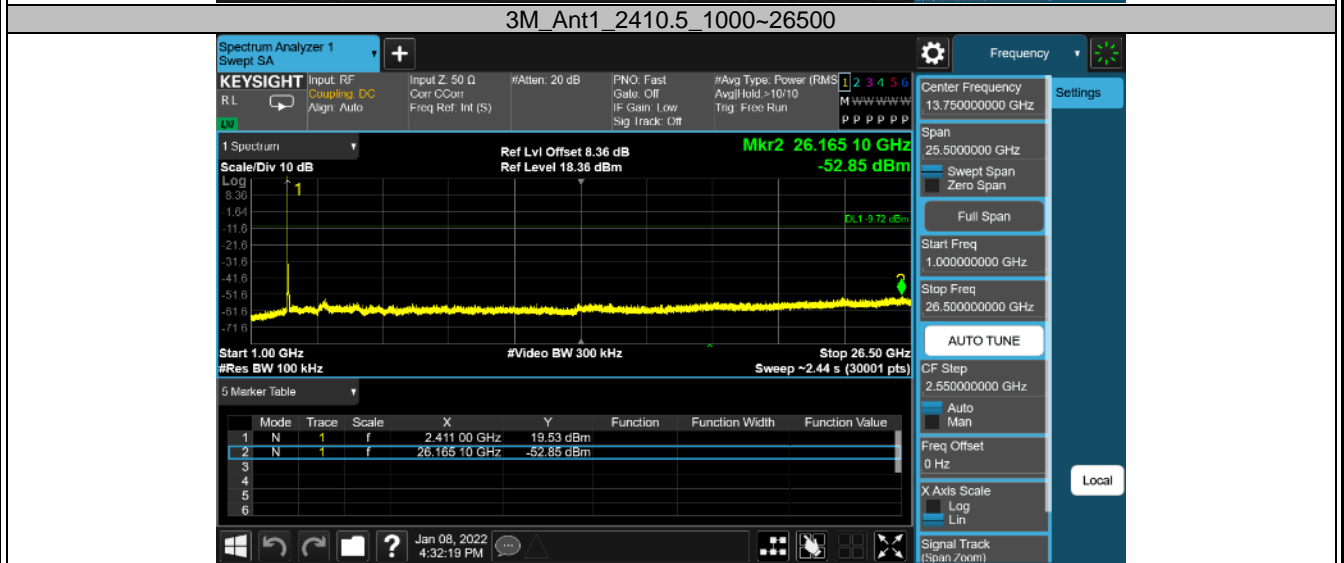 3M_Ant1_2410.5_1000~26500
Spectrum Analyzer 1
Swept SA
+
Frequency
KEYSIGHT
Input: RF
Coupling: DC
Align: Auto
R L
LXI
Input Z: 50 Ω
Corr CCorr
Freq Ref: Int (S)
#Atten: 20 dB
PNO: Fast
Gate: Off
IF Gain: Low
Sig Track: Off
#Avg Type: Power (RMS
Avg|Hold:>10/10
Trig: Free Run
1 2 3 4 5 6
M W W W W W
P P P P P P
1 Spectrum
Scale/Div 10 dB
Ref Lvl Offset 8.36 dB
Ref Level 18.36 dBm
Mkr2 26.165 10 GHz
-52.85 dBm
Log
8.36
-1.64
-11.6
-21.6
-31.6
-41.6
-51.6
-61.6
-71.6
1
DL1 -9.72 dBm
2
Start 1.00 GHz
#Res BW 100 kHz
#Video BW 300 kHz
Stop 26.50 GHz
Sweep ~2.44 s (30001 pts)
5 Marker Table
Mode Trace Scale X Y Function Function Width Function Value
1 N 1 f 2.411 00 GHz 19.53 dBm
2 N 1 f 26.165 10 GHz -52.85 dBm
3
4
5
6
Jan 08, 2022
4:32:19 PM
Center Frequency
13.750000000 GHz
Span
25.5000000 GHz
Swept Span
Zero Span
Full Span
Start Freq
1.000000000 GHz
Stop Freq
26.500000000 GHz
AUTO TUNE
CF Step
2.550000000 GHz
Auto
Man
Freq Offset
0 Hz
X Axis Scale
Log
Lin
Signal Track
(Span Zoom)
Settings
Local